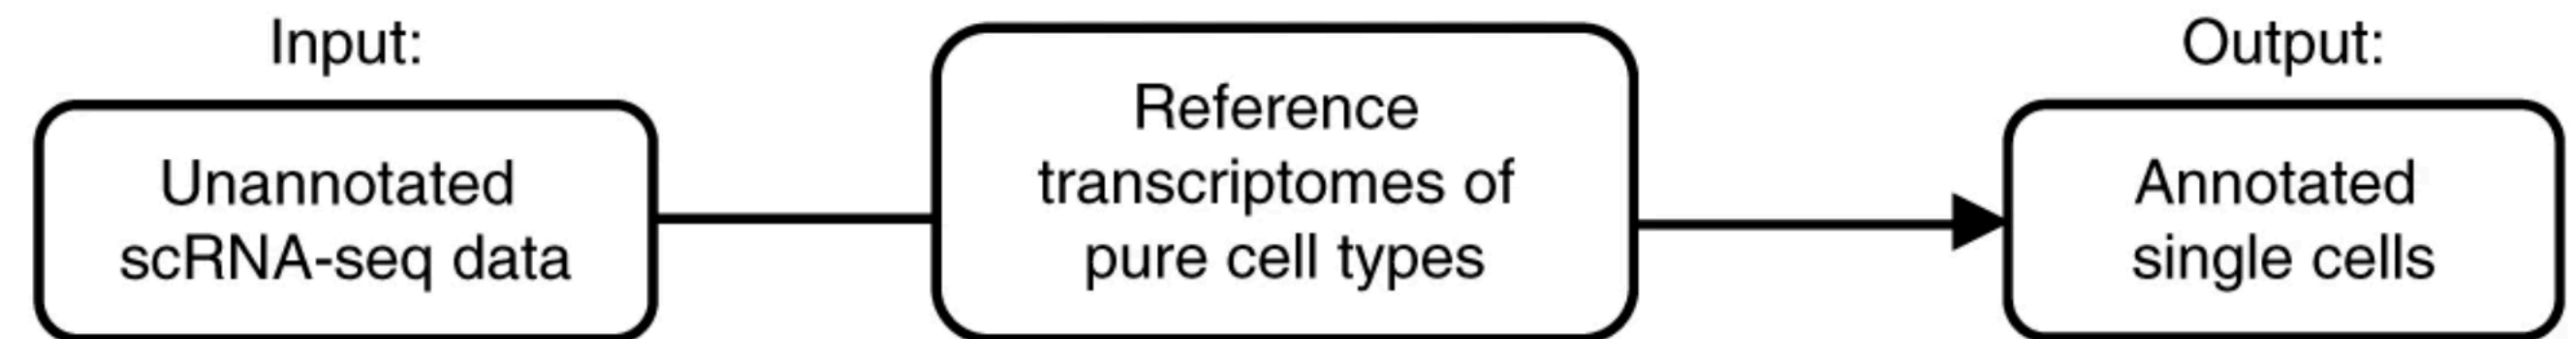 Input:
Unannotated
scRNA-seq data
Reference
transcriptomes of
pure cell types
Output:
Annotated
single cells